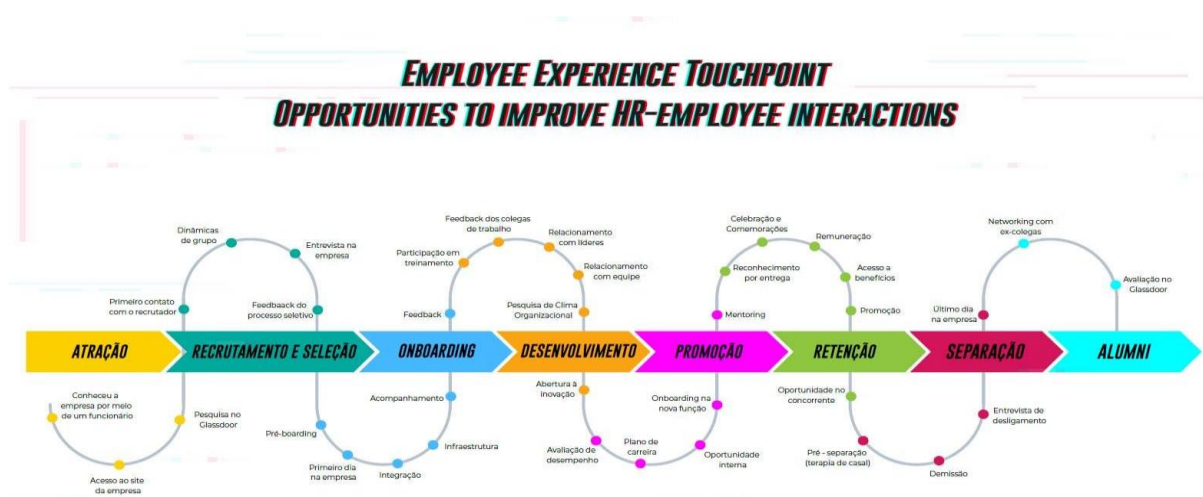 EMPLOYEE EXPERIENCE TOUCHPOINT
OPPORTUNITIES TO IMPROVE HR-EMPLOYEE INTERACTIONS
Dinâmicas
de grupo
Entrevista na
empresa
Primeiro contato
com o recrutador
Feedbaack do
processo seletivo
Feedback dos colegas
de trabalho
Participação em
treinamento
Relacionamento
com líderes
Relacionamento
com equipe
Feedback
Pesquisa de Clima
Organizacional
Celebração e
Comemorações
Remuneração
Reconhecimento
por entrega
Acesso a
benefícios
Mentoring
Promoção
Networking com
ex-colegas
Avaliação no
Glassdoor
Último dia
na empresa
ATRAÇÃO
RECRUTAMENTO E SELEÇÃO
ONBOARDING
DESENVOLVIMENTO
PROMOÇÃO
RETENÇÃO
SEPARAÇÃO
ALUMNI
Conheceu a
empresa por meio
de um funcionário
Pesquisa no
Glassdoor
Acesso ao site
da empresa
Pré-boarding
Primeiro dia
na empresa
Integração
Infraestrutura
Acompanhamento
Abertura à
inovação
Avaliação de
desempenho
Plano de
carreira
Oportunidade
interna
Onboarding na
nova função
Oportunidade no
concorrente
Pré - separação
(terapia de casal)
Demissão
Entrevista de
desligamento